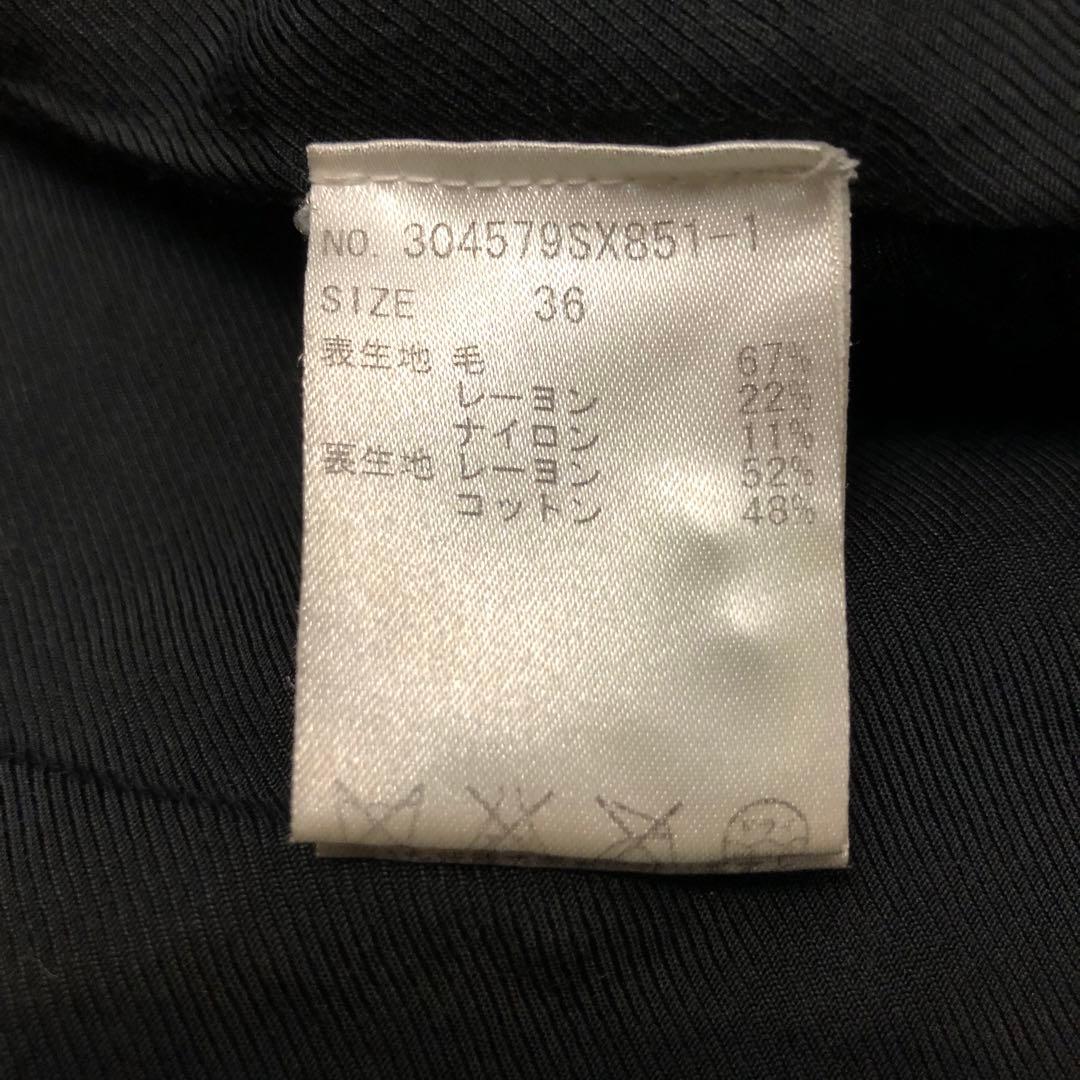 NO. 304579SX851-1
SIZE 36
表生地 毛 67%
レーヨン 22%
ナイロン 11%
裏生地 レーヨン 52%
コットン 48%